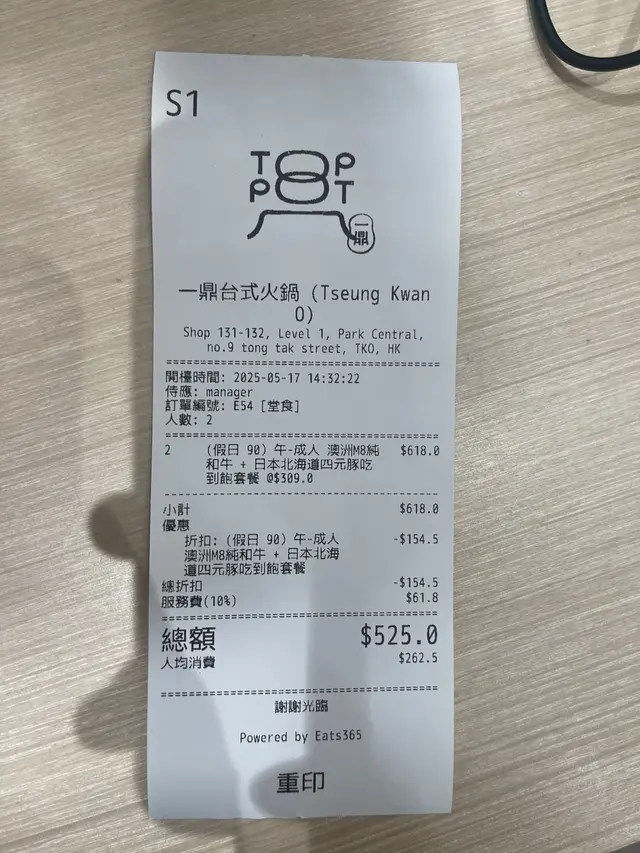 S1
TOP
POT
一鼎
一鼎台式火鍋 (Tseung Kwan
O)
Shop 131-132, Level 1, Park Central,
no.9 tong tak street, TKO, HK
開檯時間: 2025-05-17 14:32:22
侍應: manager
訂單編號: E54 [堂食]
人數: 2
2 (假日 90) 午-成人 澳洲M8純 $618.0
和牛 + 日本北海道四元豚吃
到飽套餐 @$309.0
小計 $618.0
優惠
折扣: (假日 90) 午-成人 -$154.5
澳洲M8純和牛 + 日本北海
道四元豚吃到飽套餐
總折扣 -$154.5
服務費(10%) $61.8
總額 $525.0
人均消費 $262.5
謝謝光臨
Powered by Eats365
重印